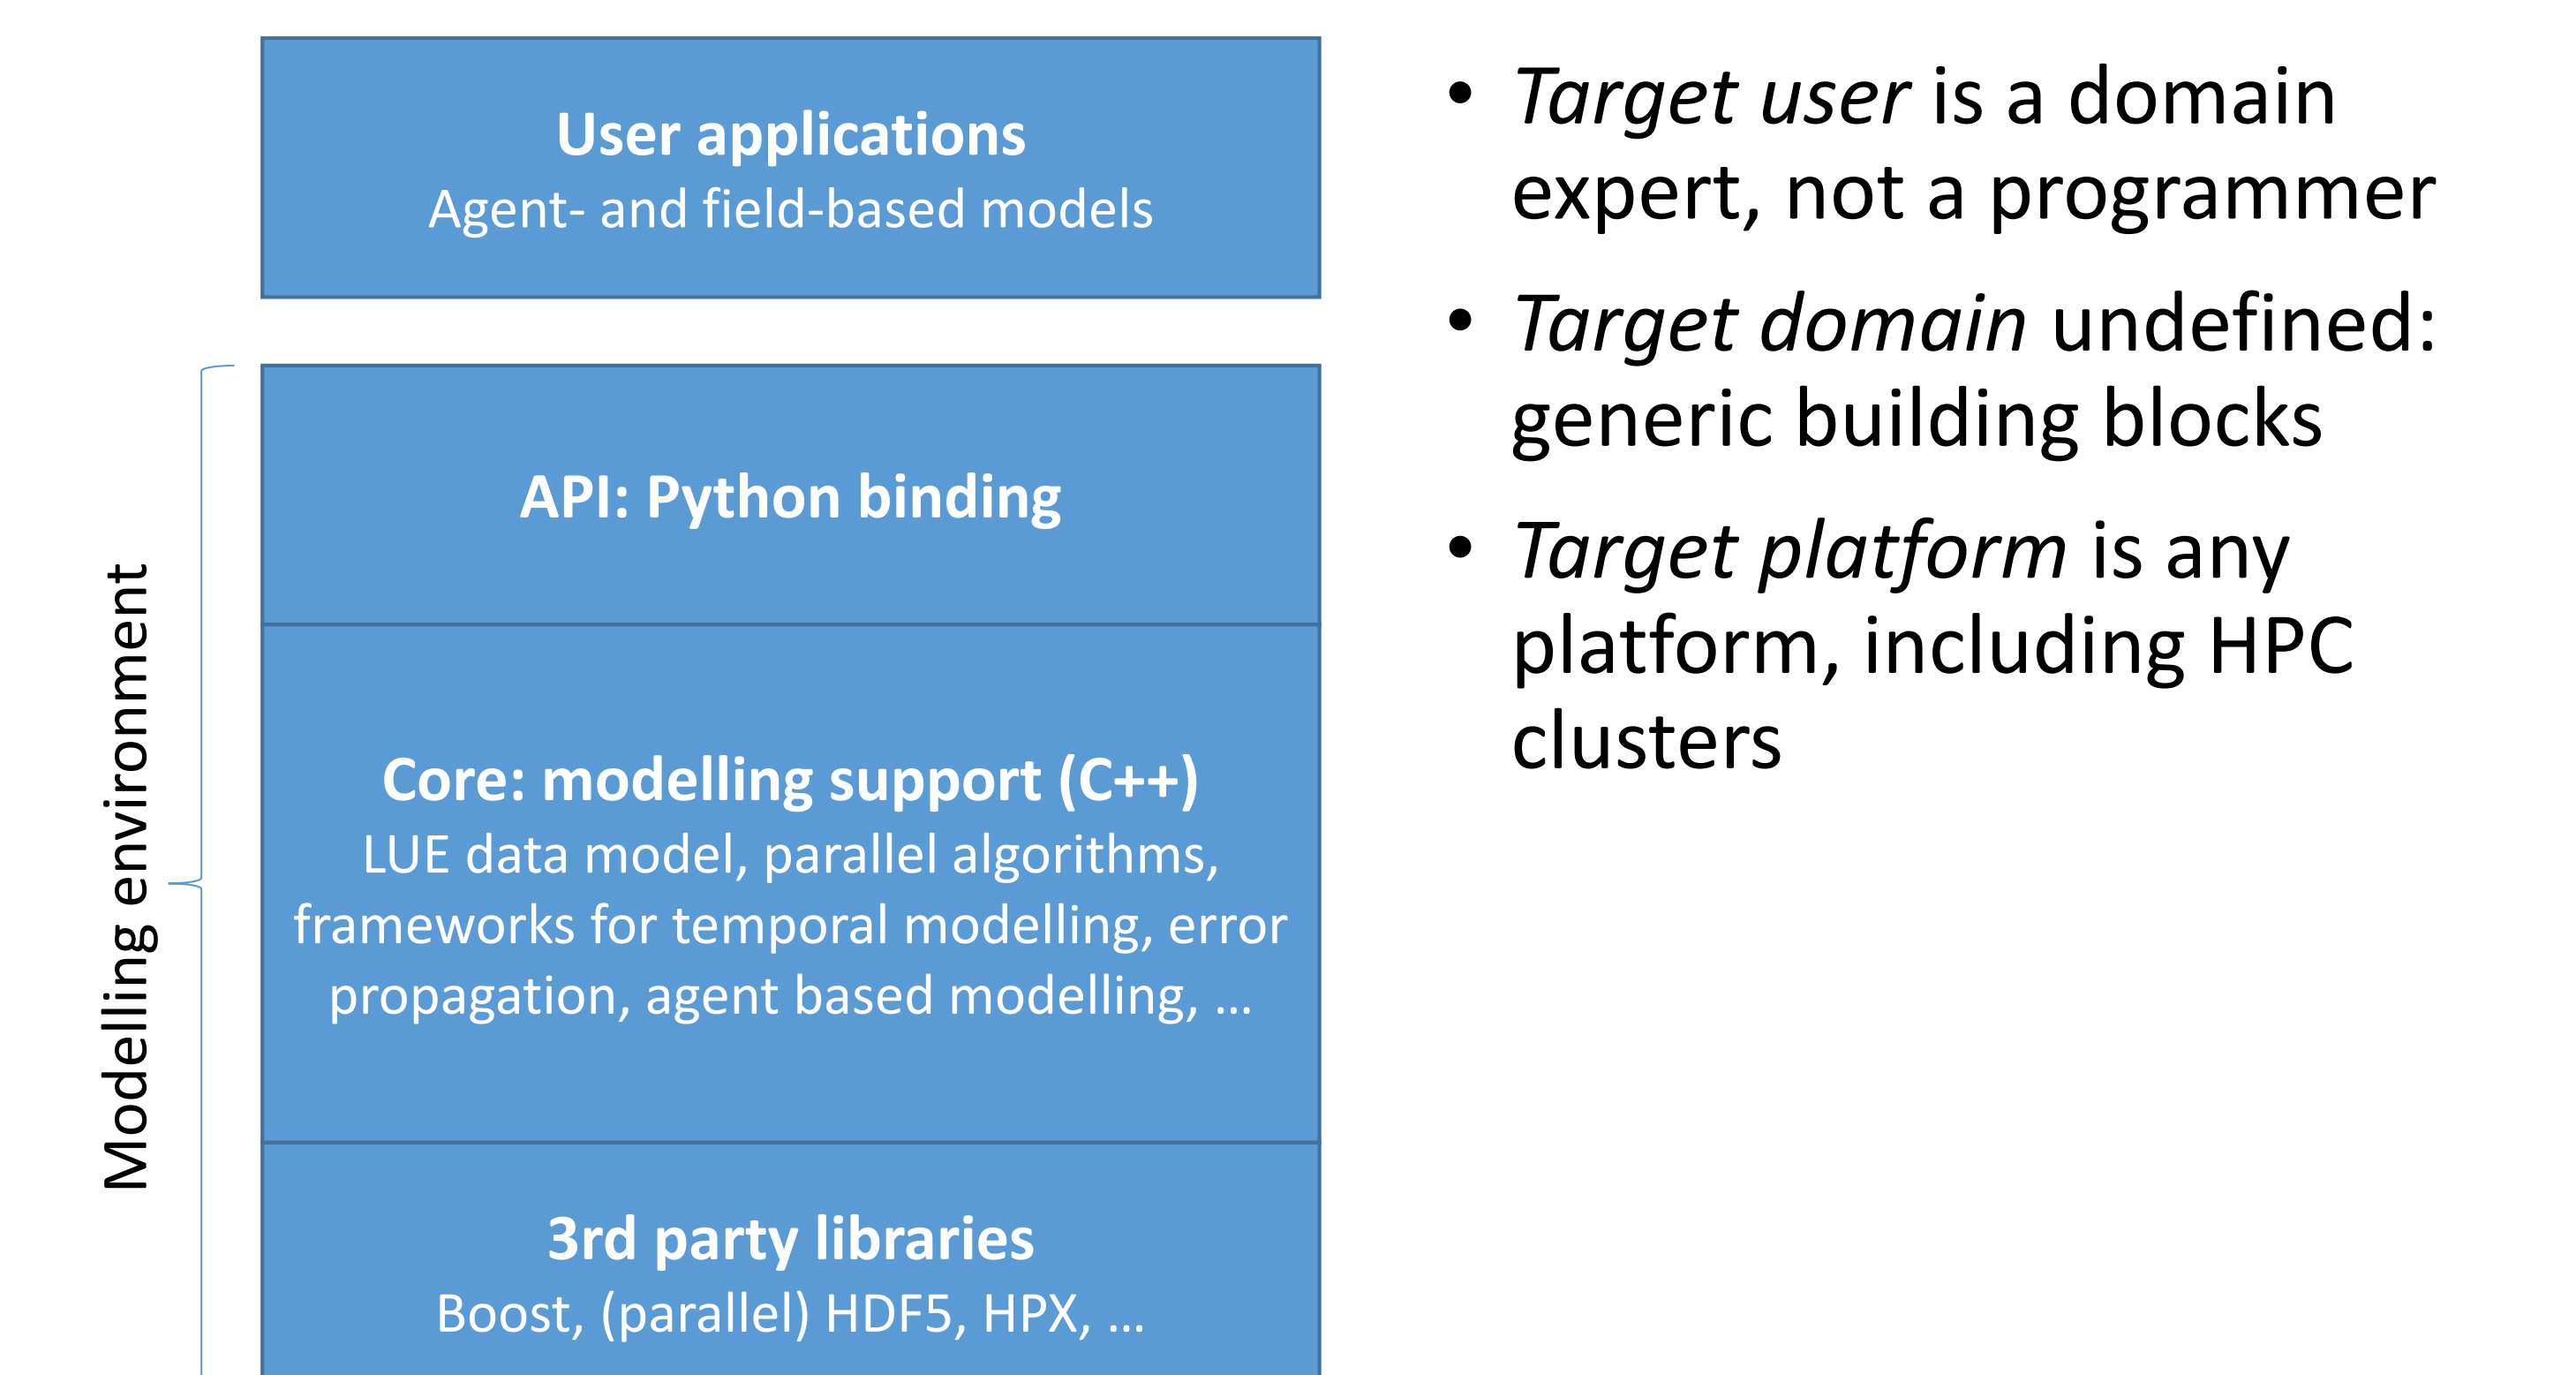 User applications
Agent- and field-based models
Modelling environment
API: Python binding
Core: modelling support (C++)
LUE data model, parallel algorithms,
frameworks for temporal modelling, error
propagation, agent based modelling, ...
3rd party libraries
Boost, (parallel) HDF5, HPX, ...
• Target user is a domain
expert, not a programmer
• Target domain undefined:
generic building blocks
• Target platform is any
platform, including HPC
clusters